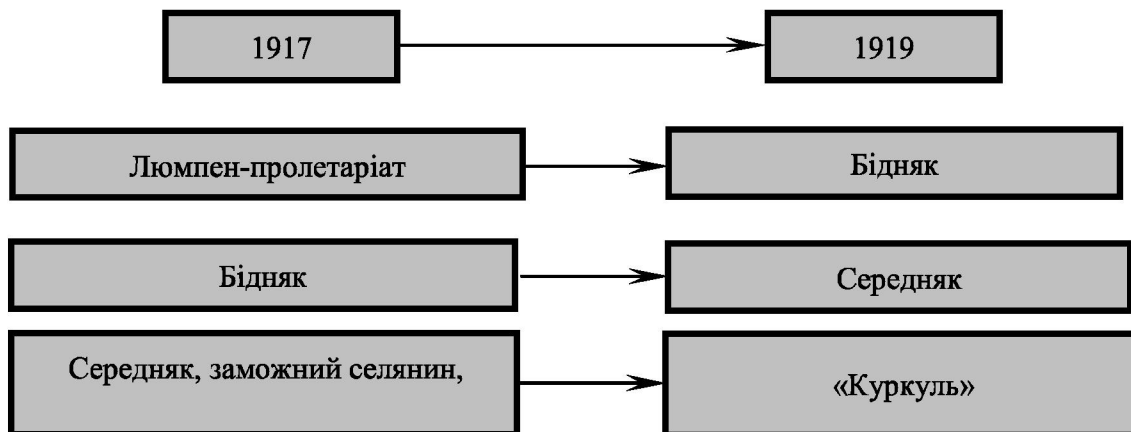 1917
1919
Люмпен-пролетаріат
Бідняк
Бідняк
Середняк
Середняк, заможний селянин,
«Куркуль»